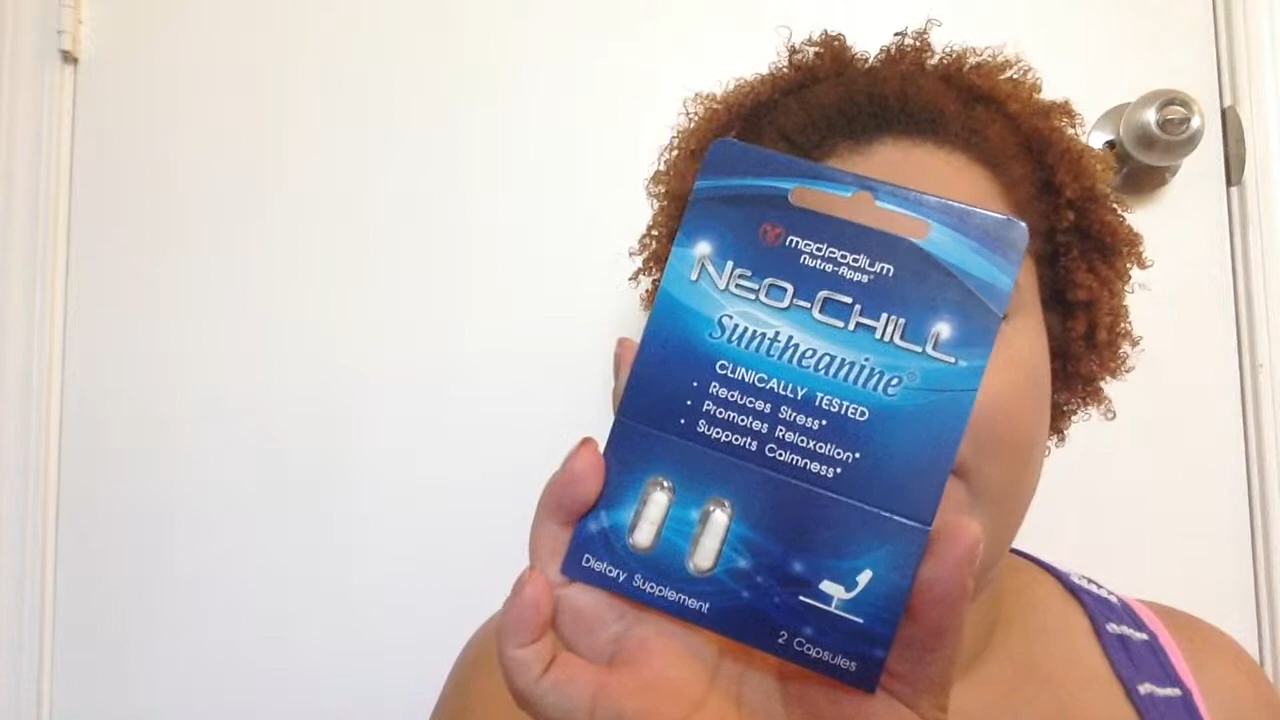 medpodium
Nutra-Apps®
NEO-CHILL
Suntheanine®
CLINICALLY TESTED
• Reduces Stress*
• Promotes Relaxation*
• Supports Calmness*
Dietary Supplement
2 Capsules